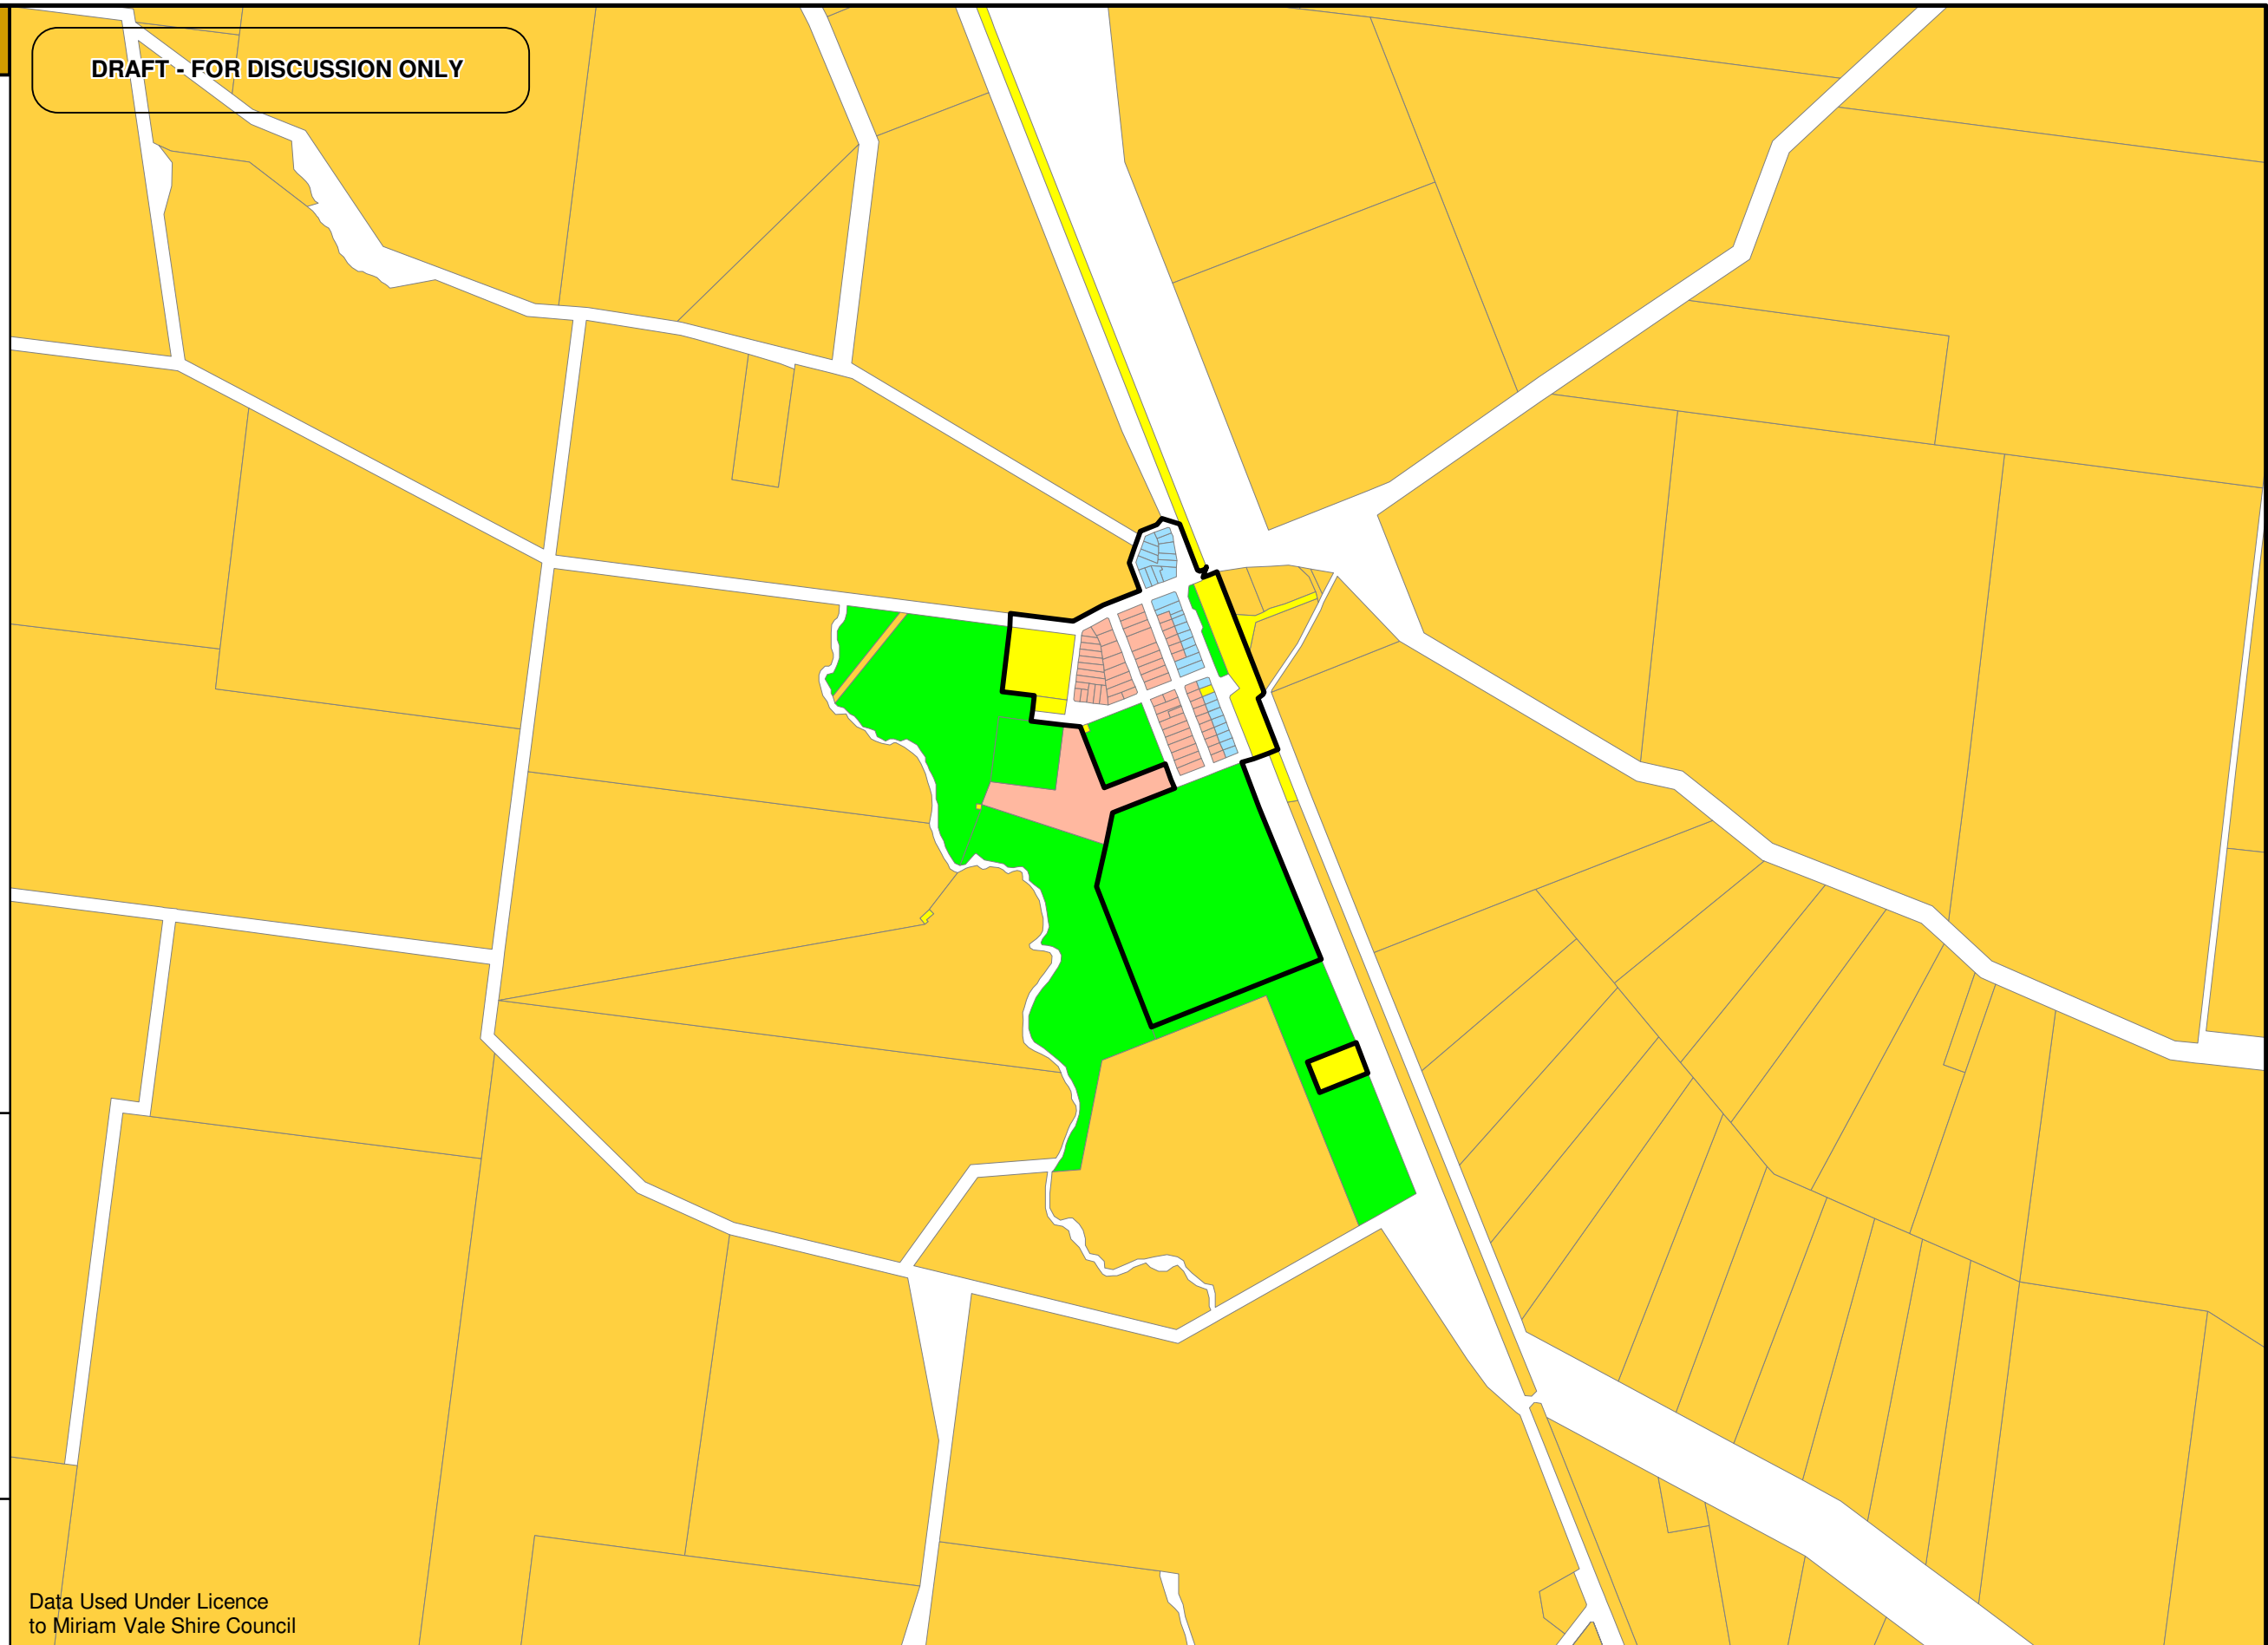 DRAFT - FOR DISCUSSION ONLY
Data Used Under Licence
to Miriam Vale Shire Council